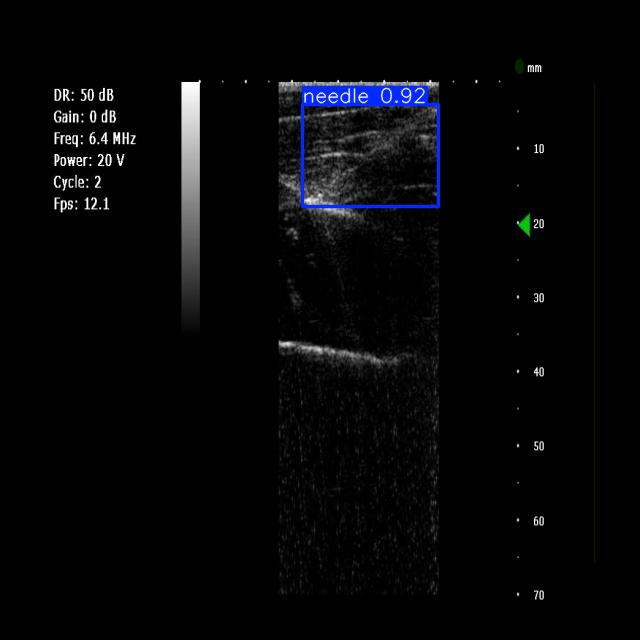 DR: 50 dB
Gain: 0 dB
Freq: 6.4 MHz
Power: 20 V
Cycle: 2
Fps: 12.1
needle 0.92
mm
10
20
30
40
50
60
70